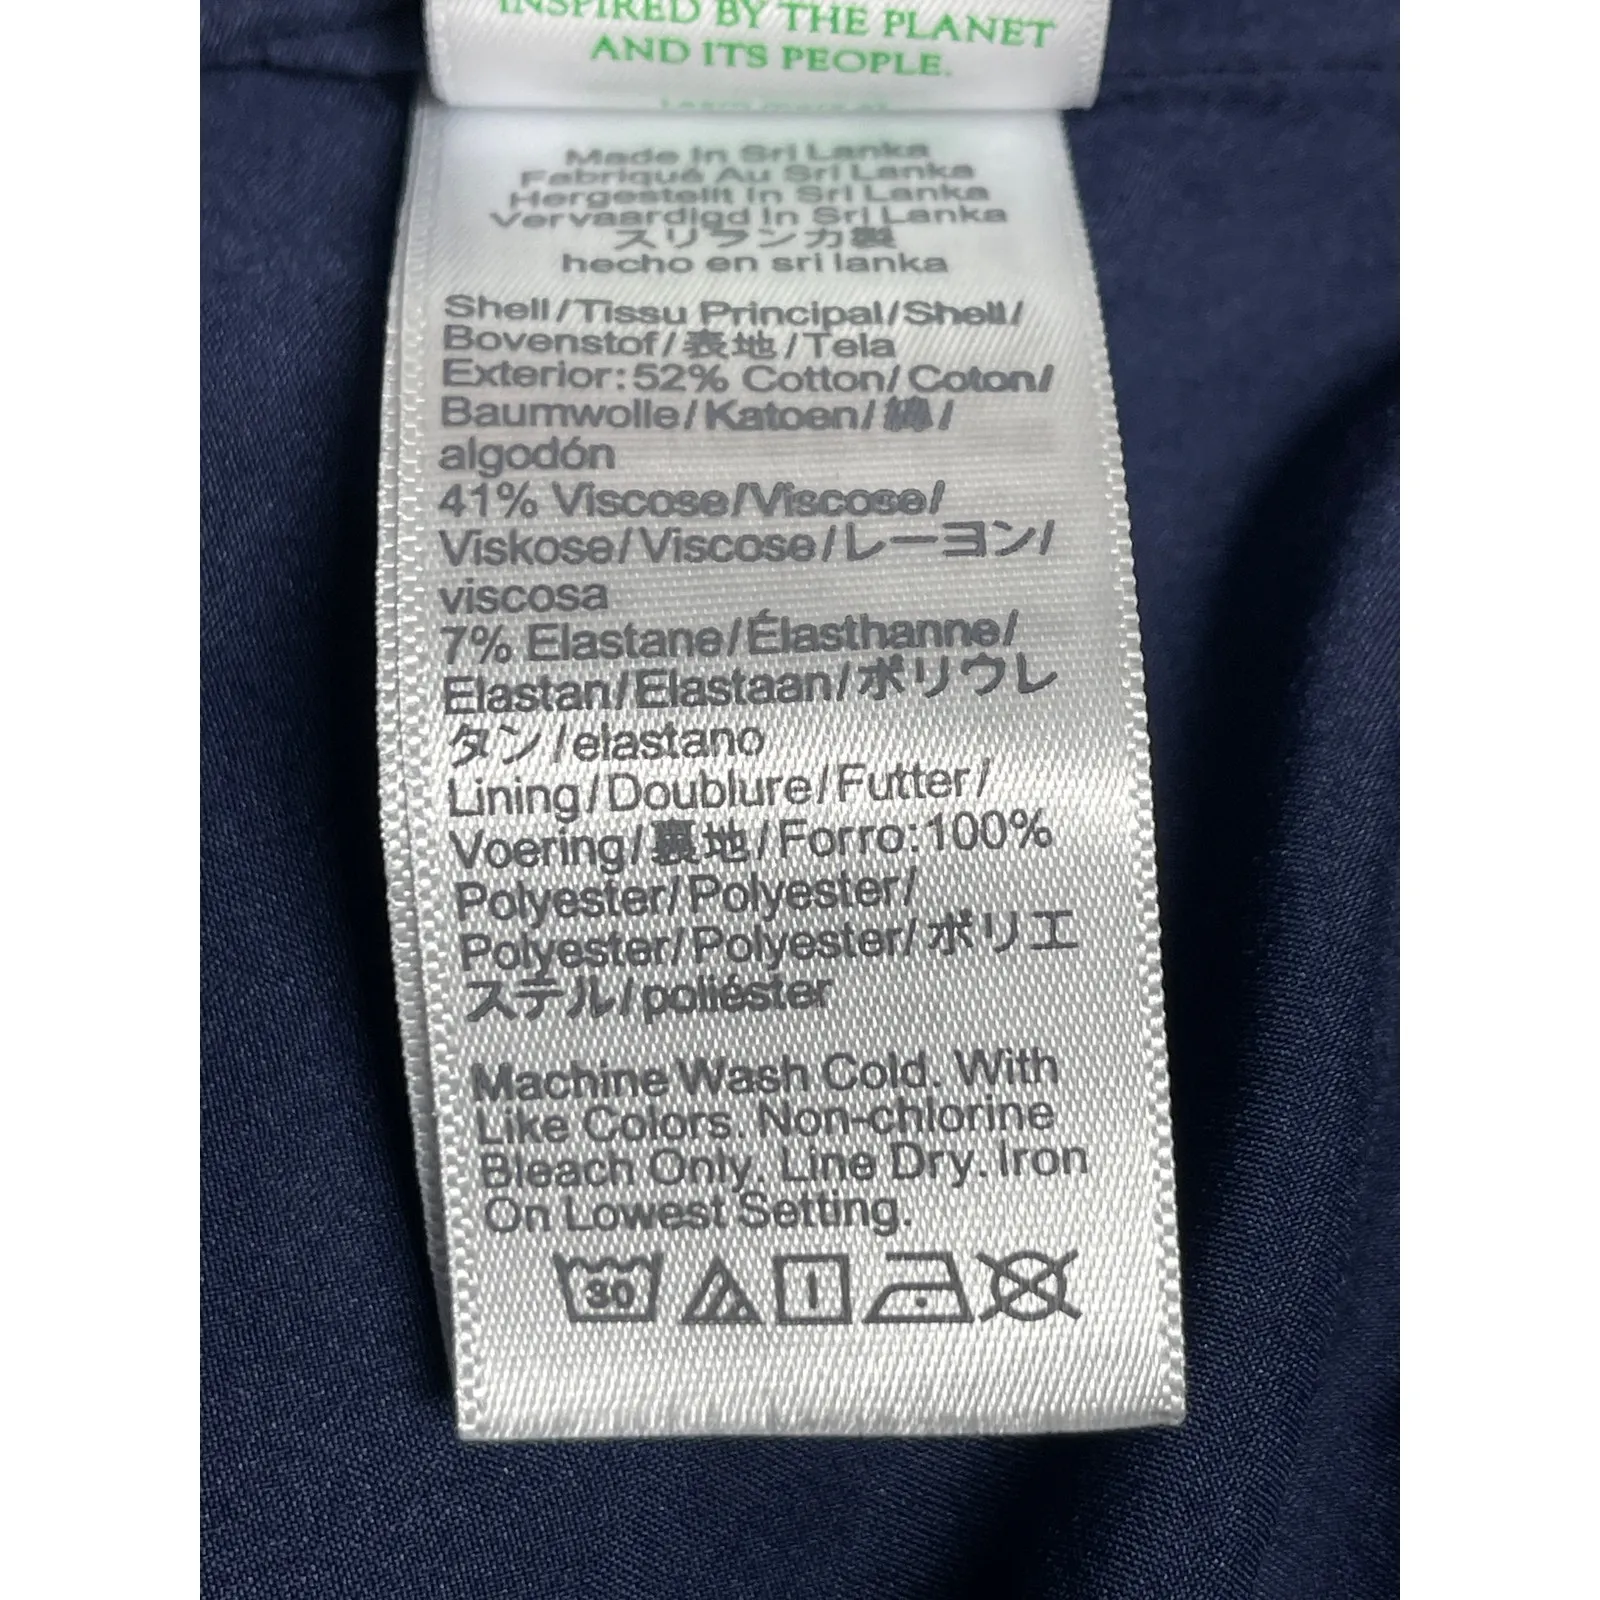 INSPIRED BY THE PLANET
AND ITS PEOPLE.
Learn more at
Made In Sri Lanka
Fabriqué Au Sri Lanka
Hergestellt In Sri Lanka
Vervaardigd In Sri Lanka
スリランカ製
hecho en sri lanka
Shell/Tissu Principal/Shell/
Bovenstof/表地/Tela
Exterior:52% Cotton/Coton/
Baumwolle/Katoen/綿/
algodón
41% Viscose/Viscose/
Viskose/Viscose/レーヨン/
viscosa
7% Elastane/Élasthanne/
Elastan/Elastaan/ポリウレ
タン/elastano
Lining/Doublure/Futter/
Voering/裏地/Forro:100%
Polyester/Polyester/
Polyester/Polyester/ポリエ
ステル/poliéster
Machine Wash Cold. With
Like Colors. Non-chlorine
Bleach Only. Line Dry. Iron
On Lowest Setting.
30